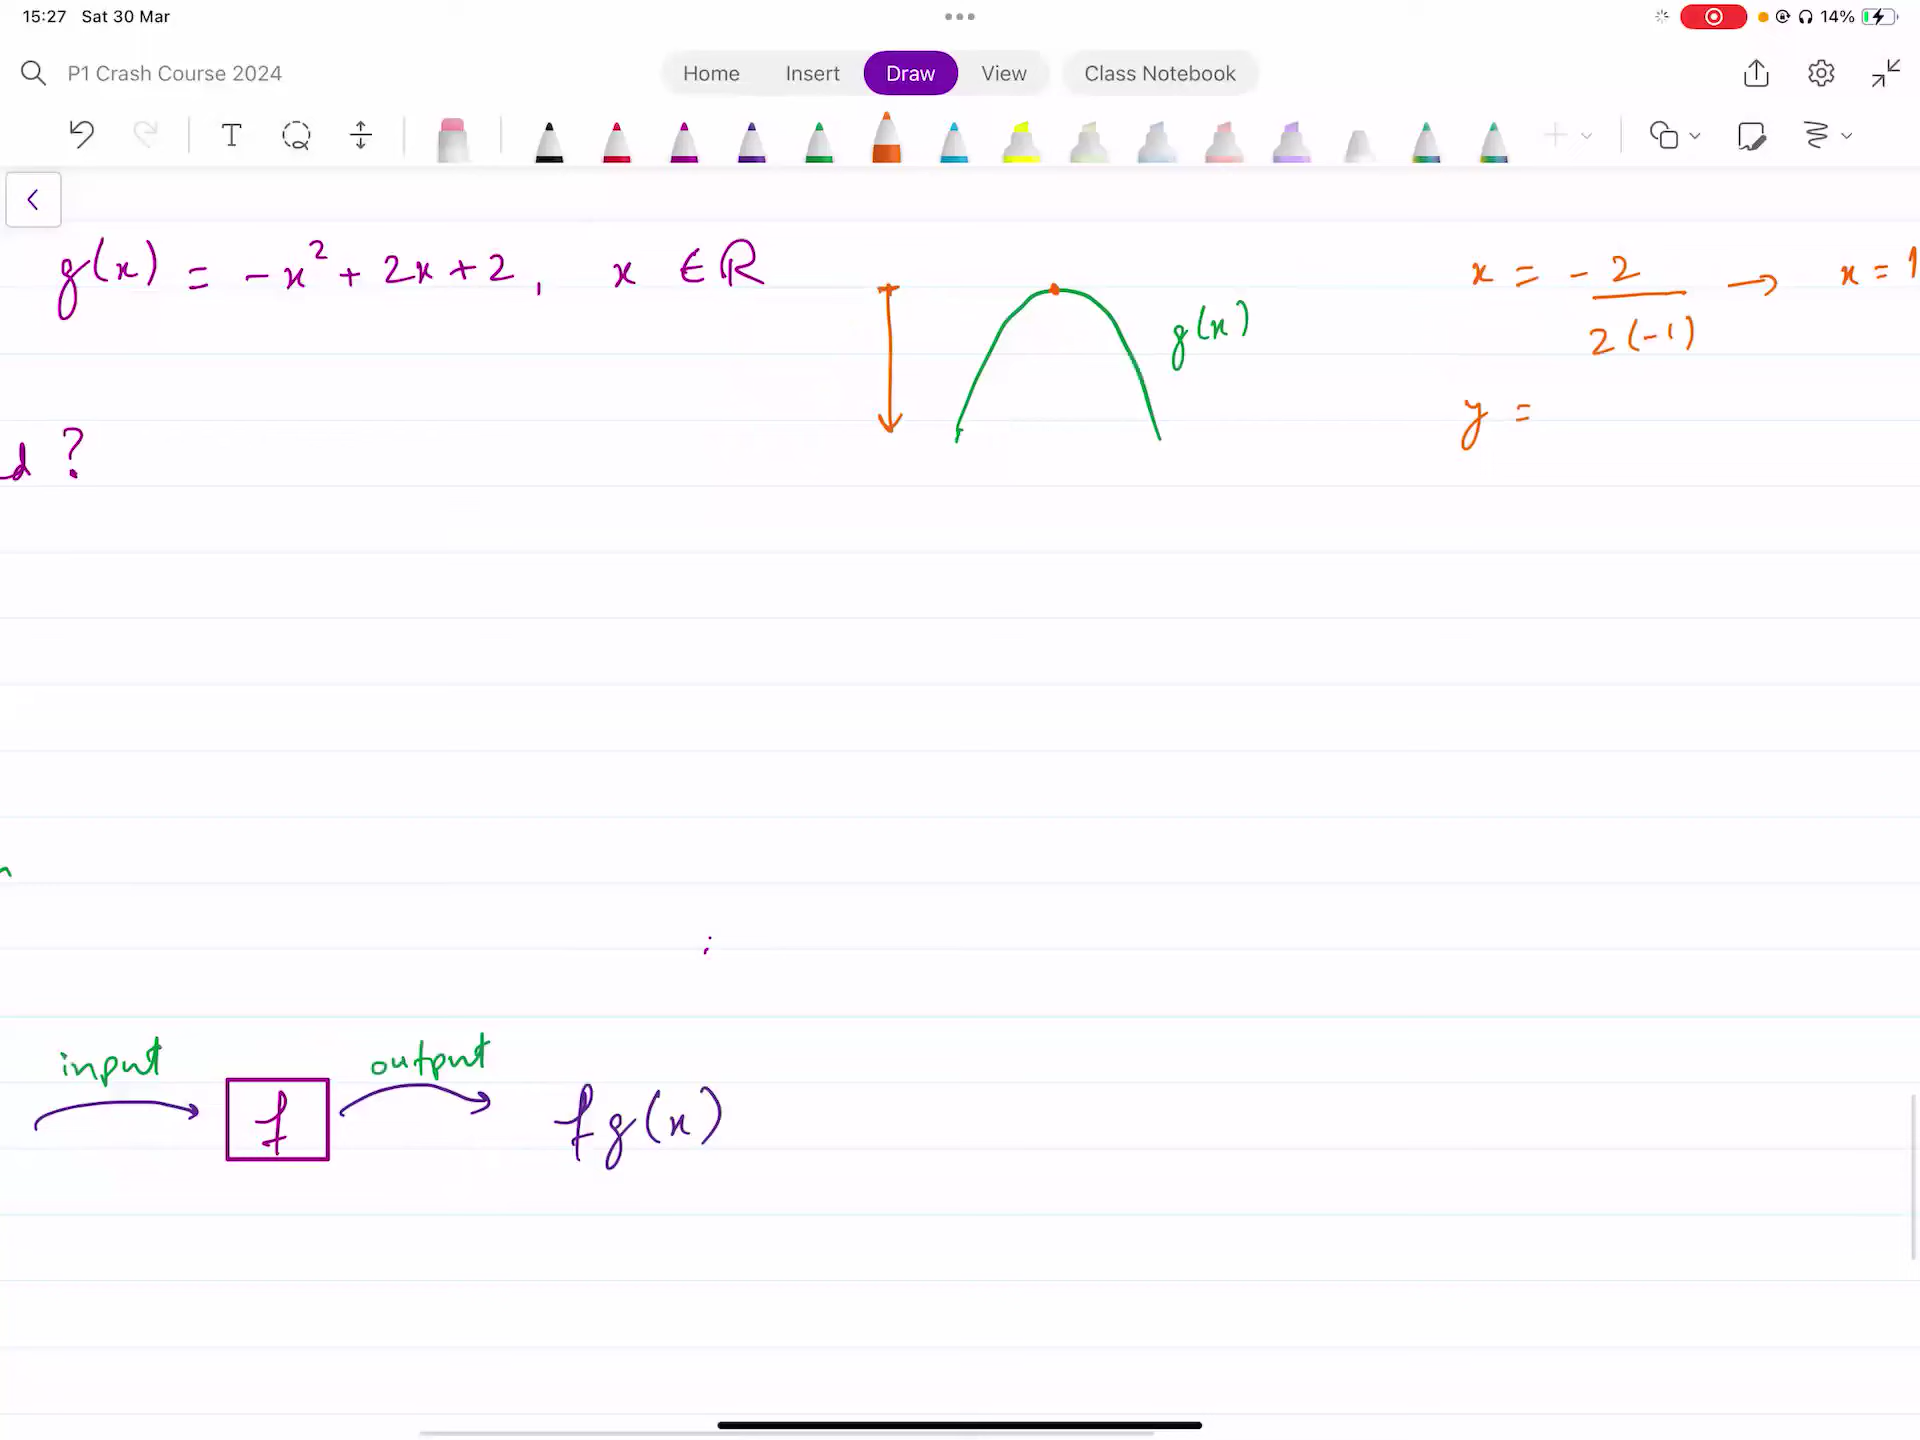 15:27 Sat 30 Mar
14%
P1 Crash Course 2024
Home Insert Draw View Class Notebook
T
g(x) = -x² + 2x + 2, x ∈ ℝ
g(x)
x = -2/2(-1) → x = 1
y =
d ?
input output
f
fg(x)